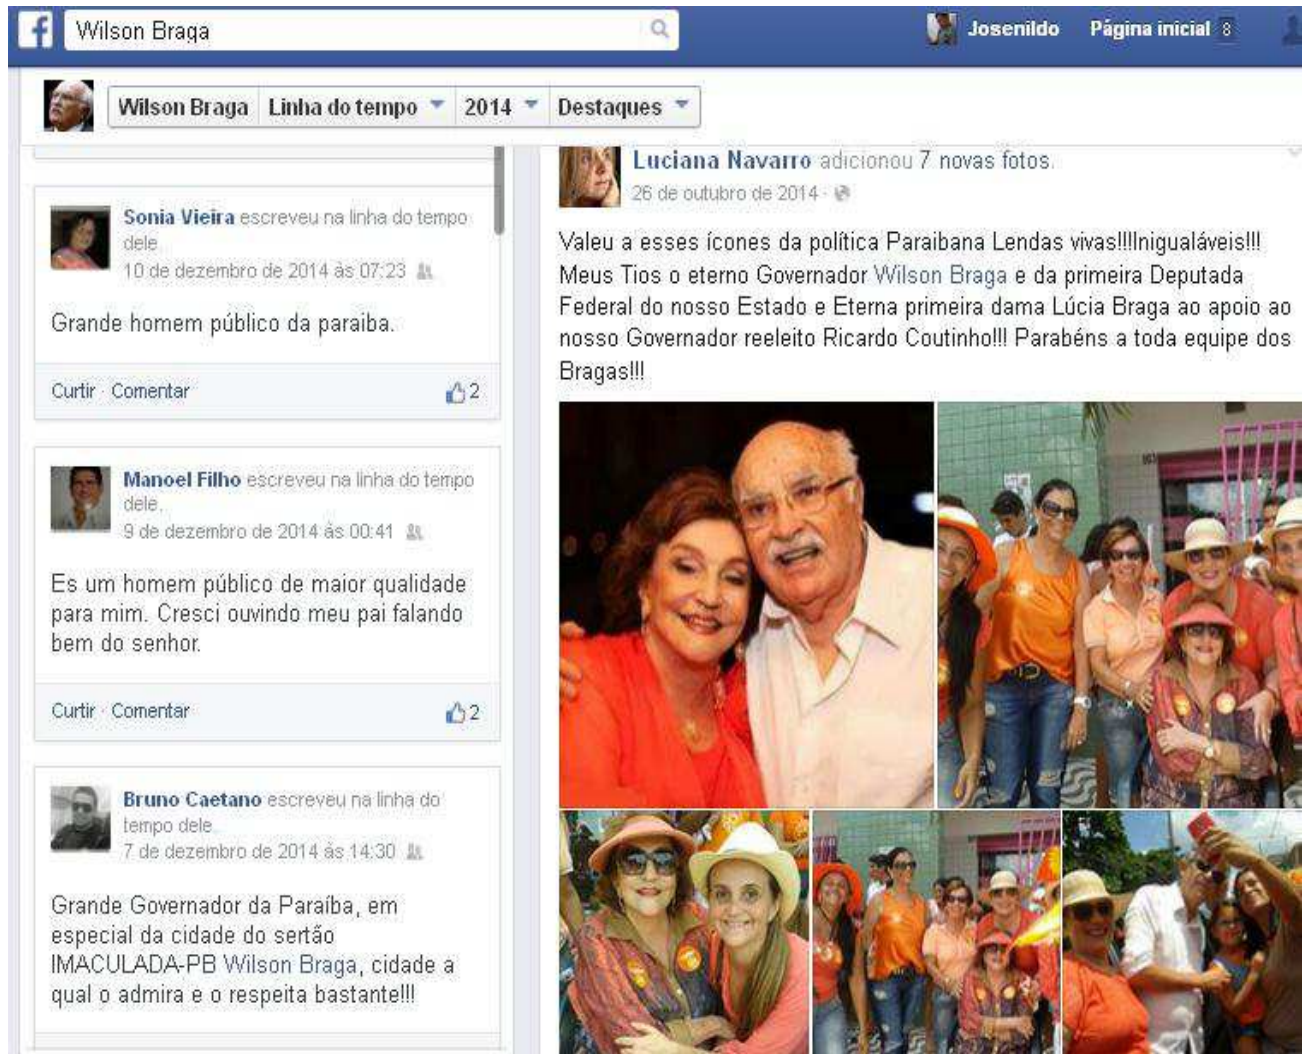 f
Wilson Braga
Josenildo
Página inicial 8
Wilson Braga
Linha do tempo
2014
Destaques
Sonia Vieira escreveu na linha do tempo
dele.
10 de dezembro de 2014 às 07:23
Grande homem público da paraiba.
Curtir · Comentar
2
Manoel Filho escreveu na linha do tempo
dele.
9 de dezembro de 2014 às 00:41
Es um homem público de maior qualidade
para mim. Cresci ouvindo meu pai falando
bem do senhor.
Curtir · Comentar
2
Bruno Caetano escreveu na linha do
tempo dele.
7 de dezembro de 2014 às 14:30
Grande Governador da Paraíba, em
especial da cidade do sertão
IMACULADA-PB Wilson Braga, cidade a
qual o admira e o respeita bastante!!!
Luciana Navarro adicionou 7 novas fotos.
26 de outubro de 2014 ·
Valeu a esses ícones da política Paraibana Lendas vivas!!!!Inigualáveis!!!
Meus Tios o eterno Governador Wilson Braga e da primeira Deputada
Federal do nosso Estado e Eterna primeira dama Lúcia Braga ao apoio ao
nosso Governador reeleito Ricardo Coutinho!!! Parabéns a toda equipe dos
Bragas!!!